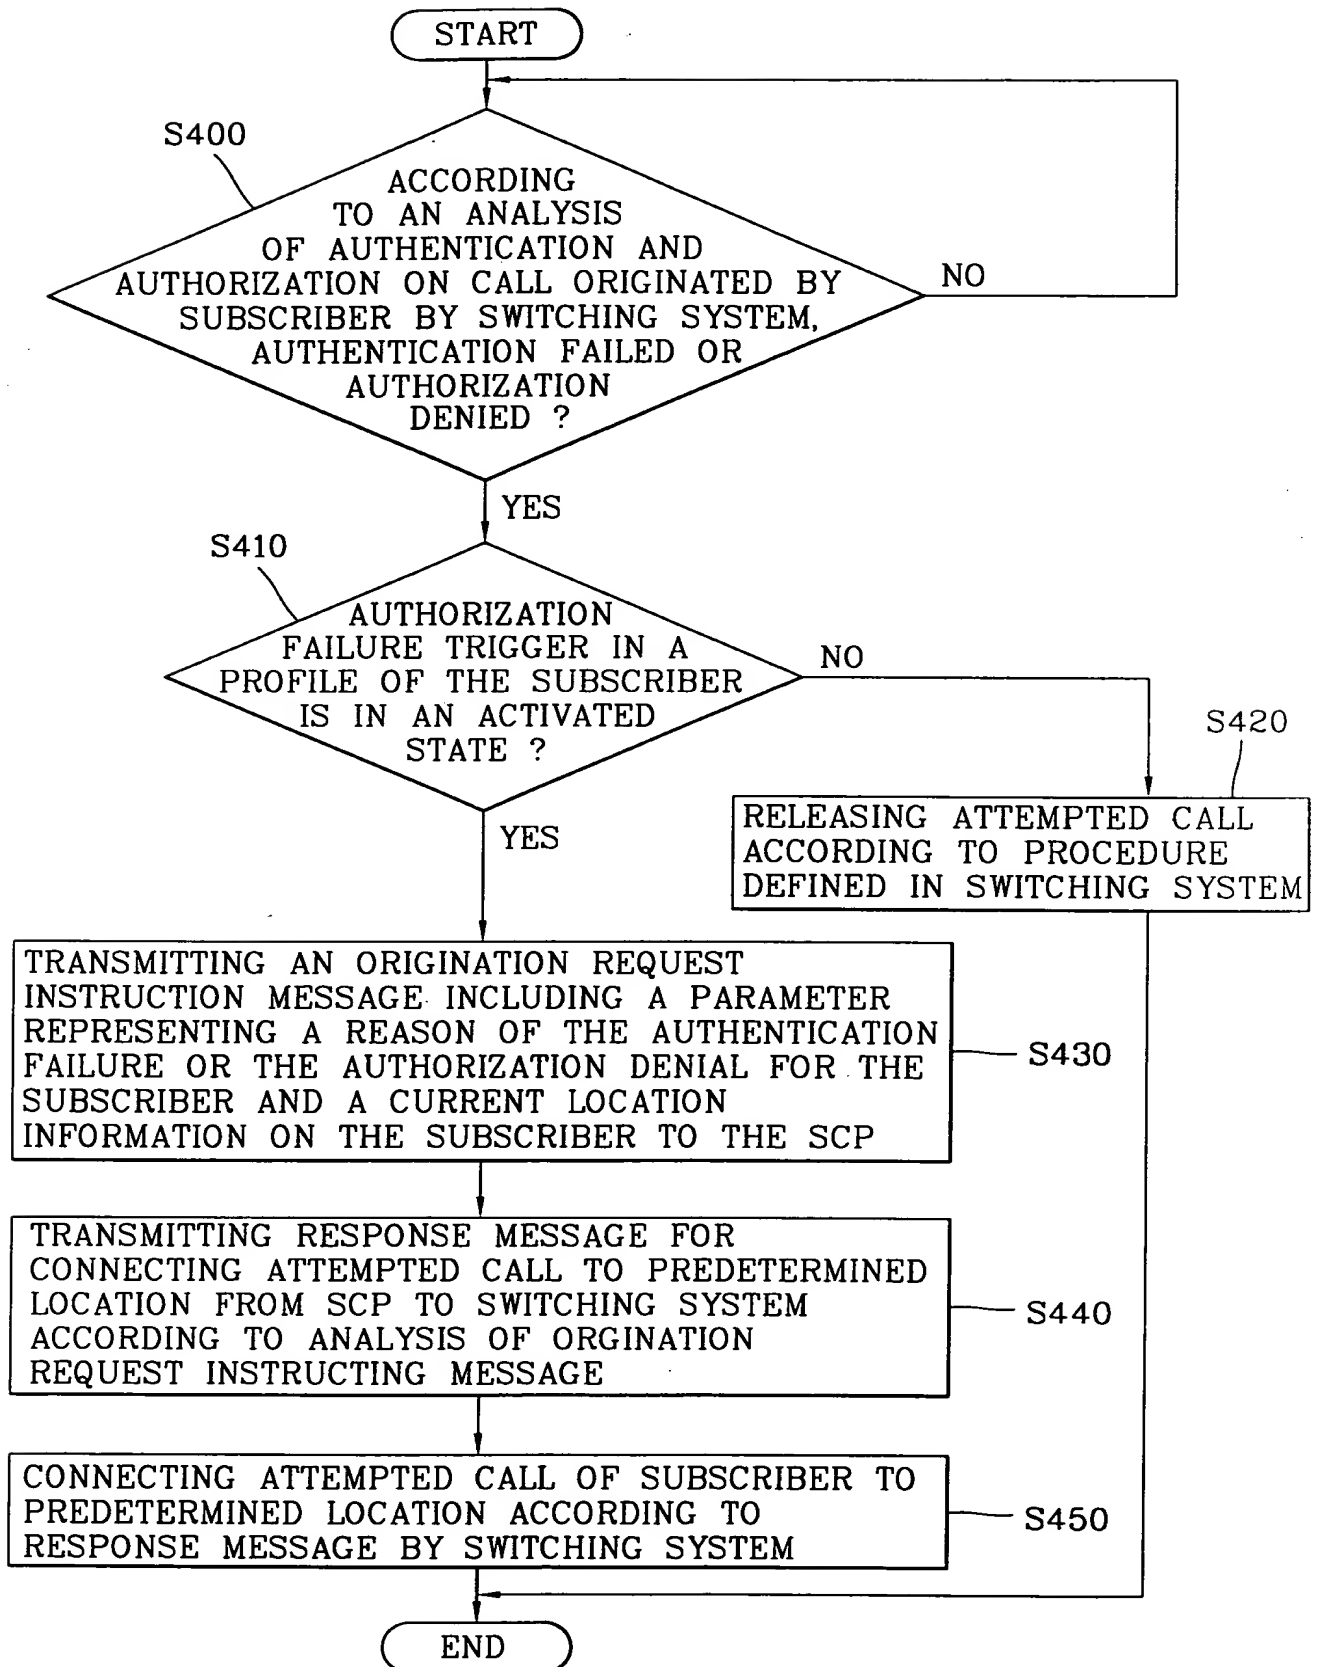 START
S400
ACCORDING
TO AN ANALYSIS
OF AUTHENTICATION AND
AUTHORIZATION ON CALL ORIGINATED BY
SUBSCRIBER BY SWITCHING SYSTEM,
AUTHENTICATION FAILED OR
AUTHORIZATION
DENIED ?
NO
YES
S410
AUTHORIZATION
FAILURE TRIGGER IN A
PROFILE OF THE SUBSCRIBER
IS IN AN ACTIVATED
STATE ?
NO
YES
S420
RELEASING ATTEMPTED CALL
ACCORDING TO PROCEDURE
DEFINED IN SWITCHING SYSTEM
TRANSMITTING AN ORIGINATION REQUEST
INSTRUCTION MESSAGE INCLUDING A PARAMETER
REPRESENTING A REASON OF THE AUTHENTICATION
FAILURE OR THE AUTHORIZATION DENIAL FOR THE
SUBSCRIBER AND A CURRENT LOCATION
INFORMATION ON THE SUBSCRIBER TO THE SCP
S430
TRANSMITTING RESPONSE MESSAGE FOR
CONNECTING ATTEMPTED CALL TO PREDETERMINED
LOCATION FROM SCP TO SWITCHING SYSTEM
ACCORDING TO ANALYSIS OF ORGINATION
REQUEST INSTRUCTING MESSAGE
S440
CONNECTING ATTEMPTED CALL OF SUBSCRIBER TO
PREDETERMINED LOCATION ACCORDING TO
RESPONSE MESSAGE BY SWITCHING SYSTEM
S450
END